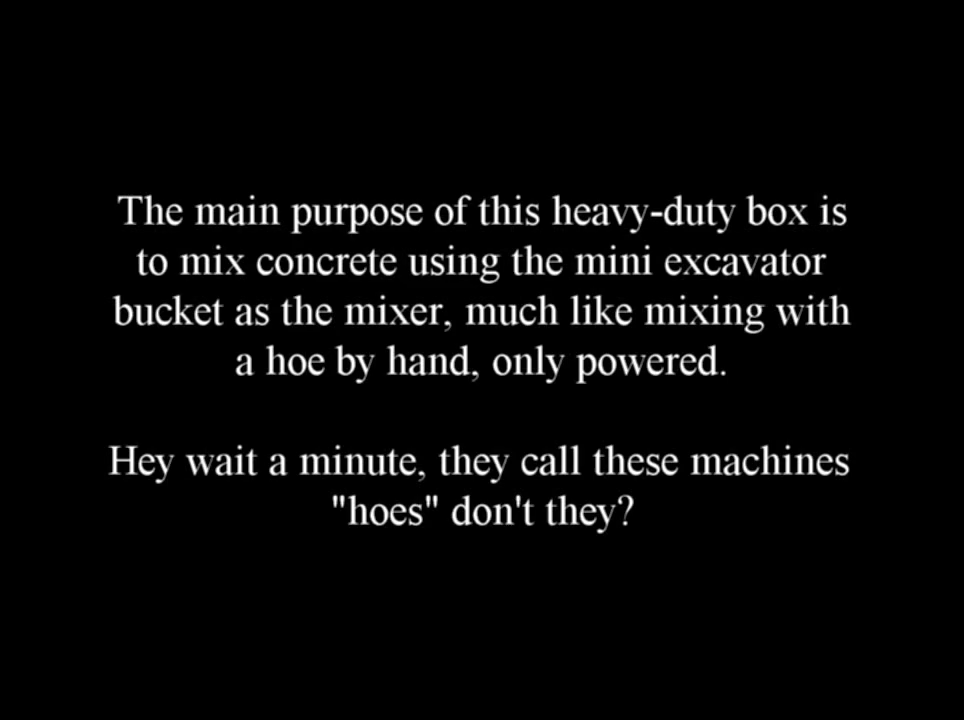 The main purpose of this heavy-duty box is
to mix concrete using the mini excavator
bucket as the mixer, much like mixing with
a hoe by hand, only powered.
Hey wait a minute, they call these machines
"hoes" don't they?